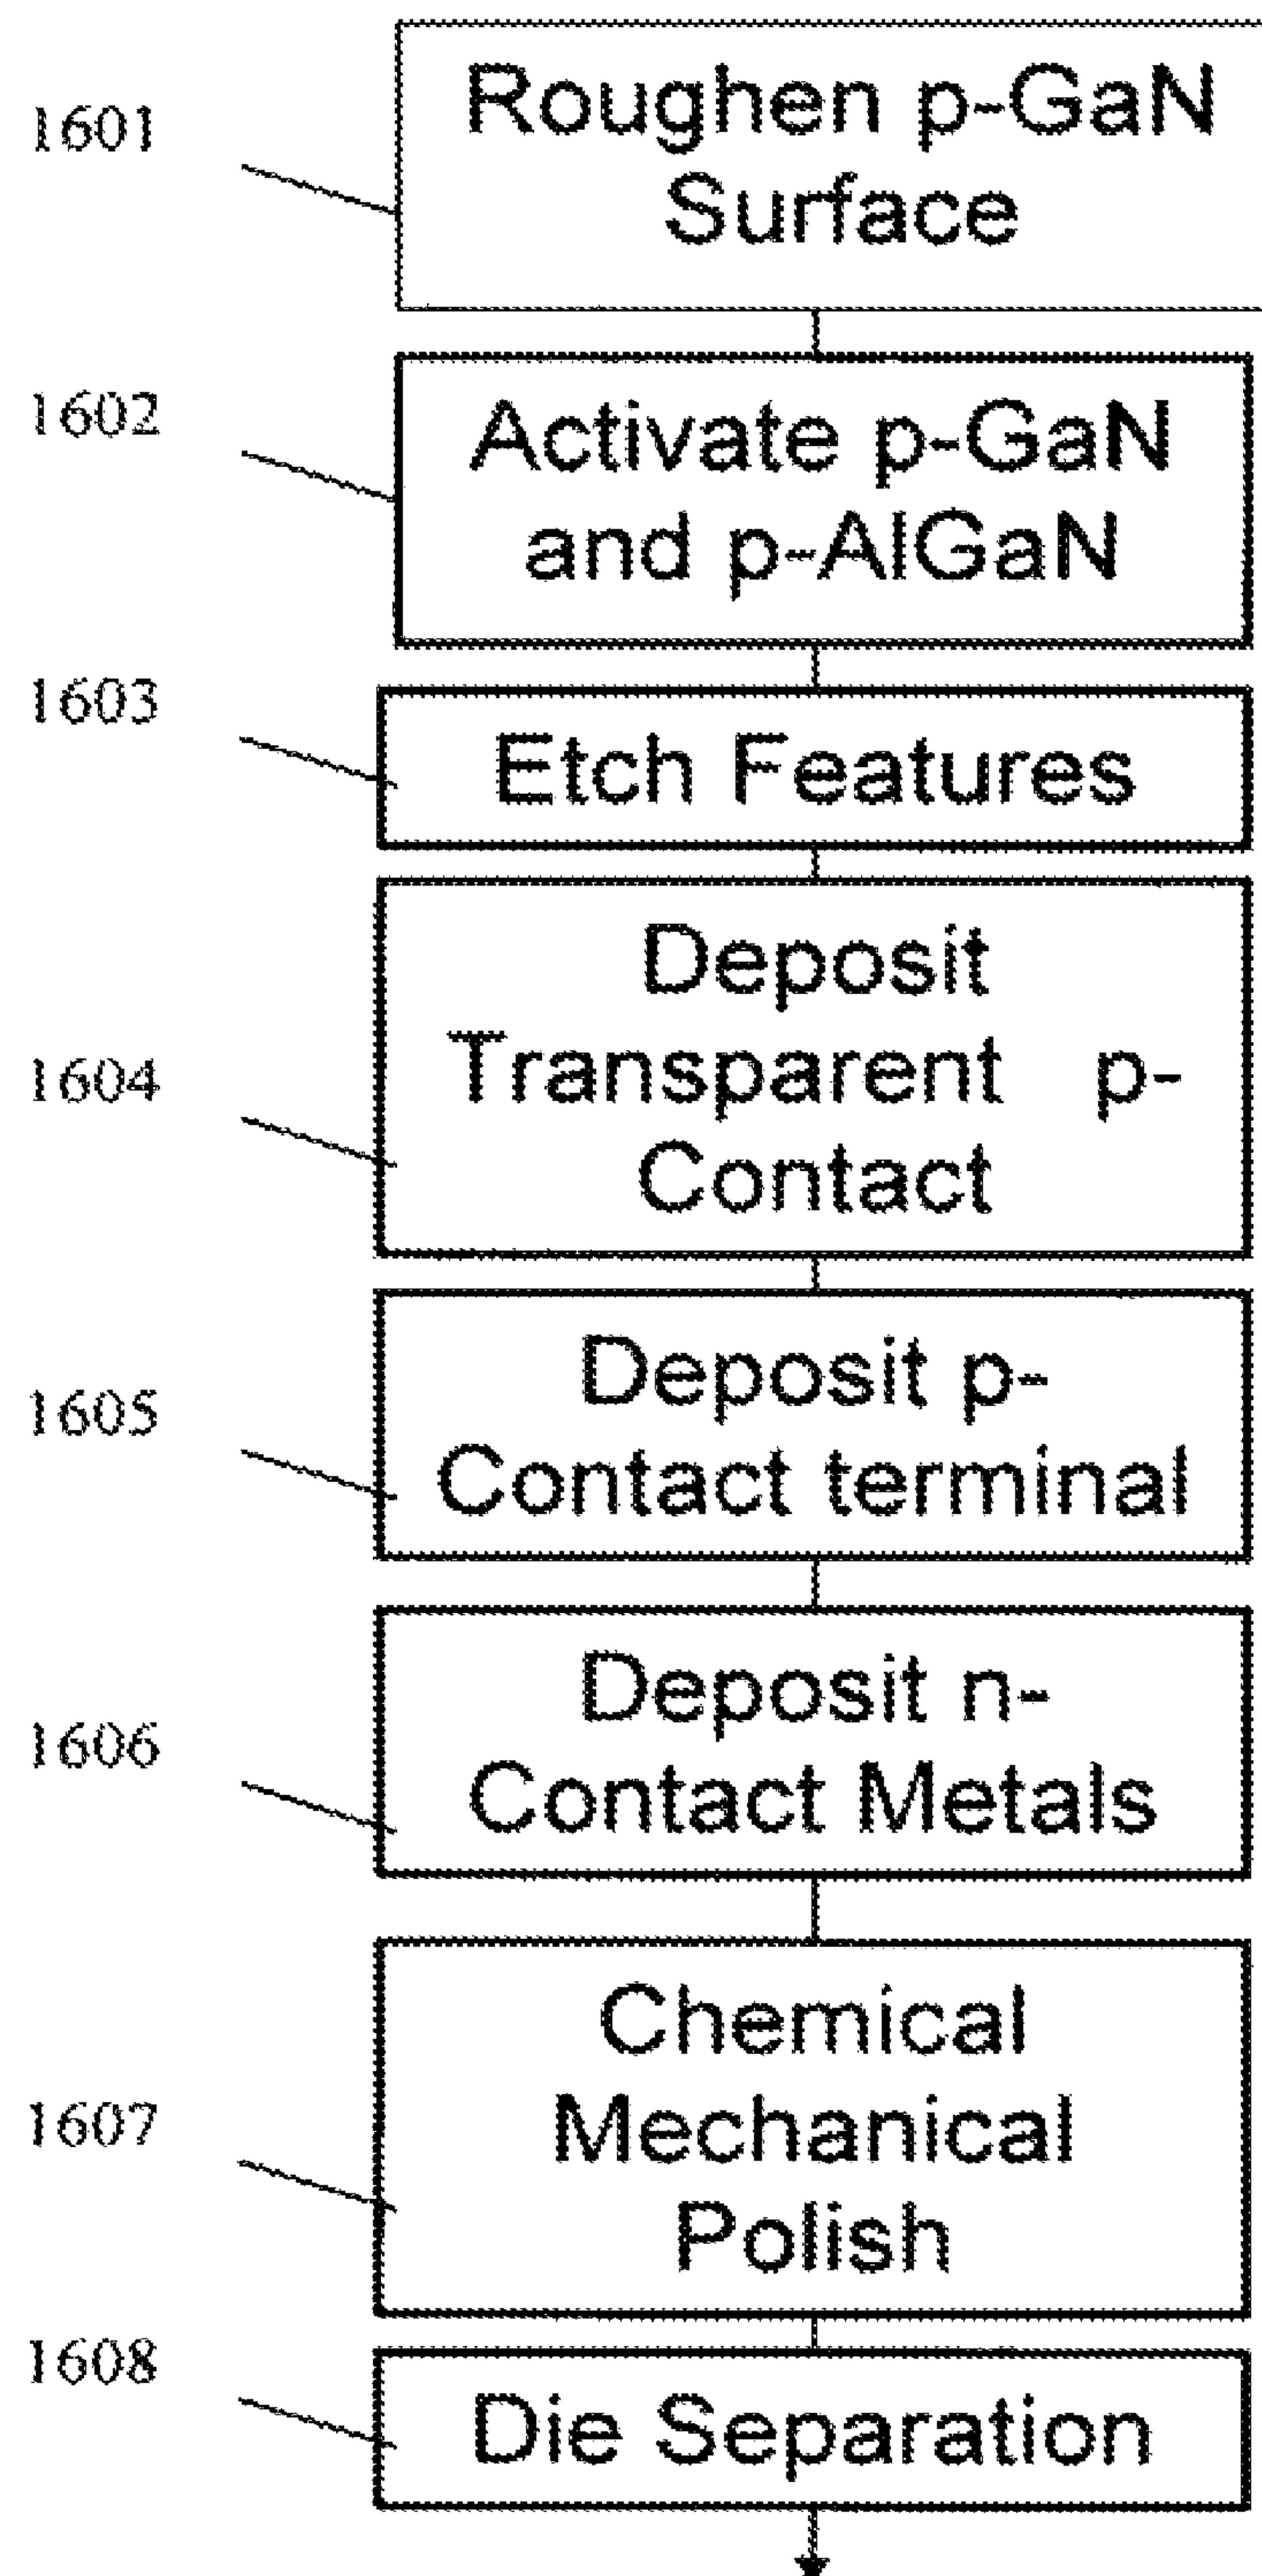 1601
Roughen p-GaN
Surface
1602
Activate p-GaN
and p-AlGaN
1603
Etch Features
Deposit
1604
Transparent p-
Contact
Deposit p-
1605
Contact terminal
Deposit n-
1606
Contact Metals
Chemical
1607
Mechanical
Polish
1608
Die Separation